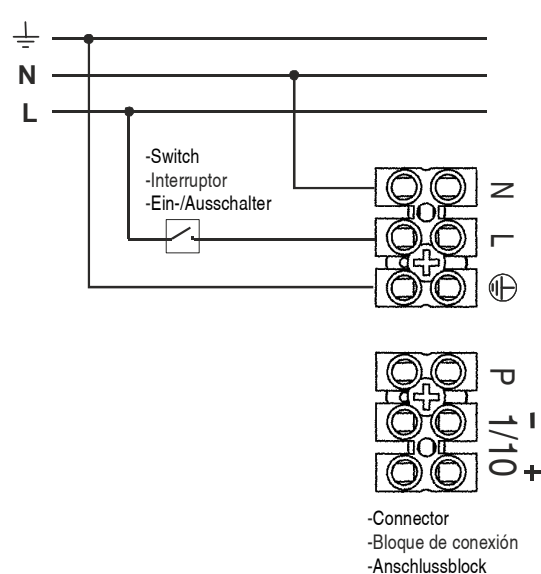 N
L
-Switch
-Interruptor
-Ein-/Ausschalter
N
L
P
1/10 - +
-Connector
-Bloque de conexión
-Anschlussblock